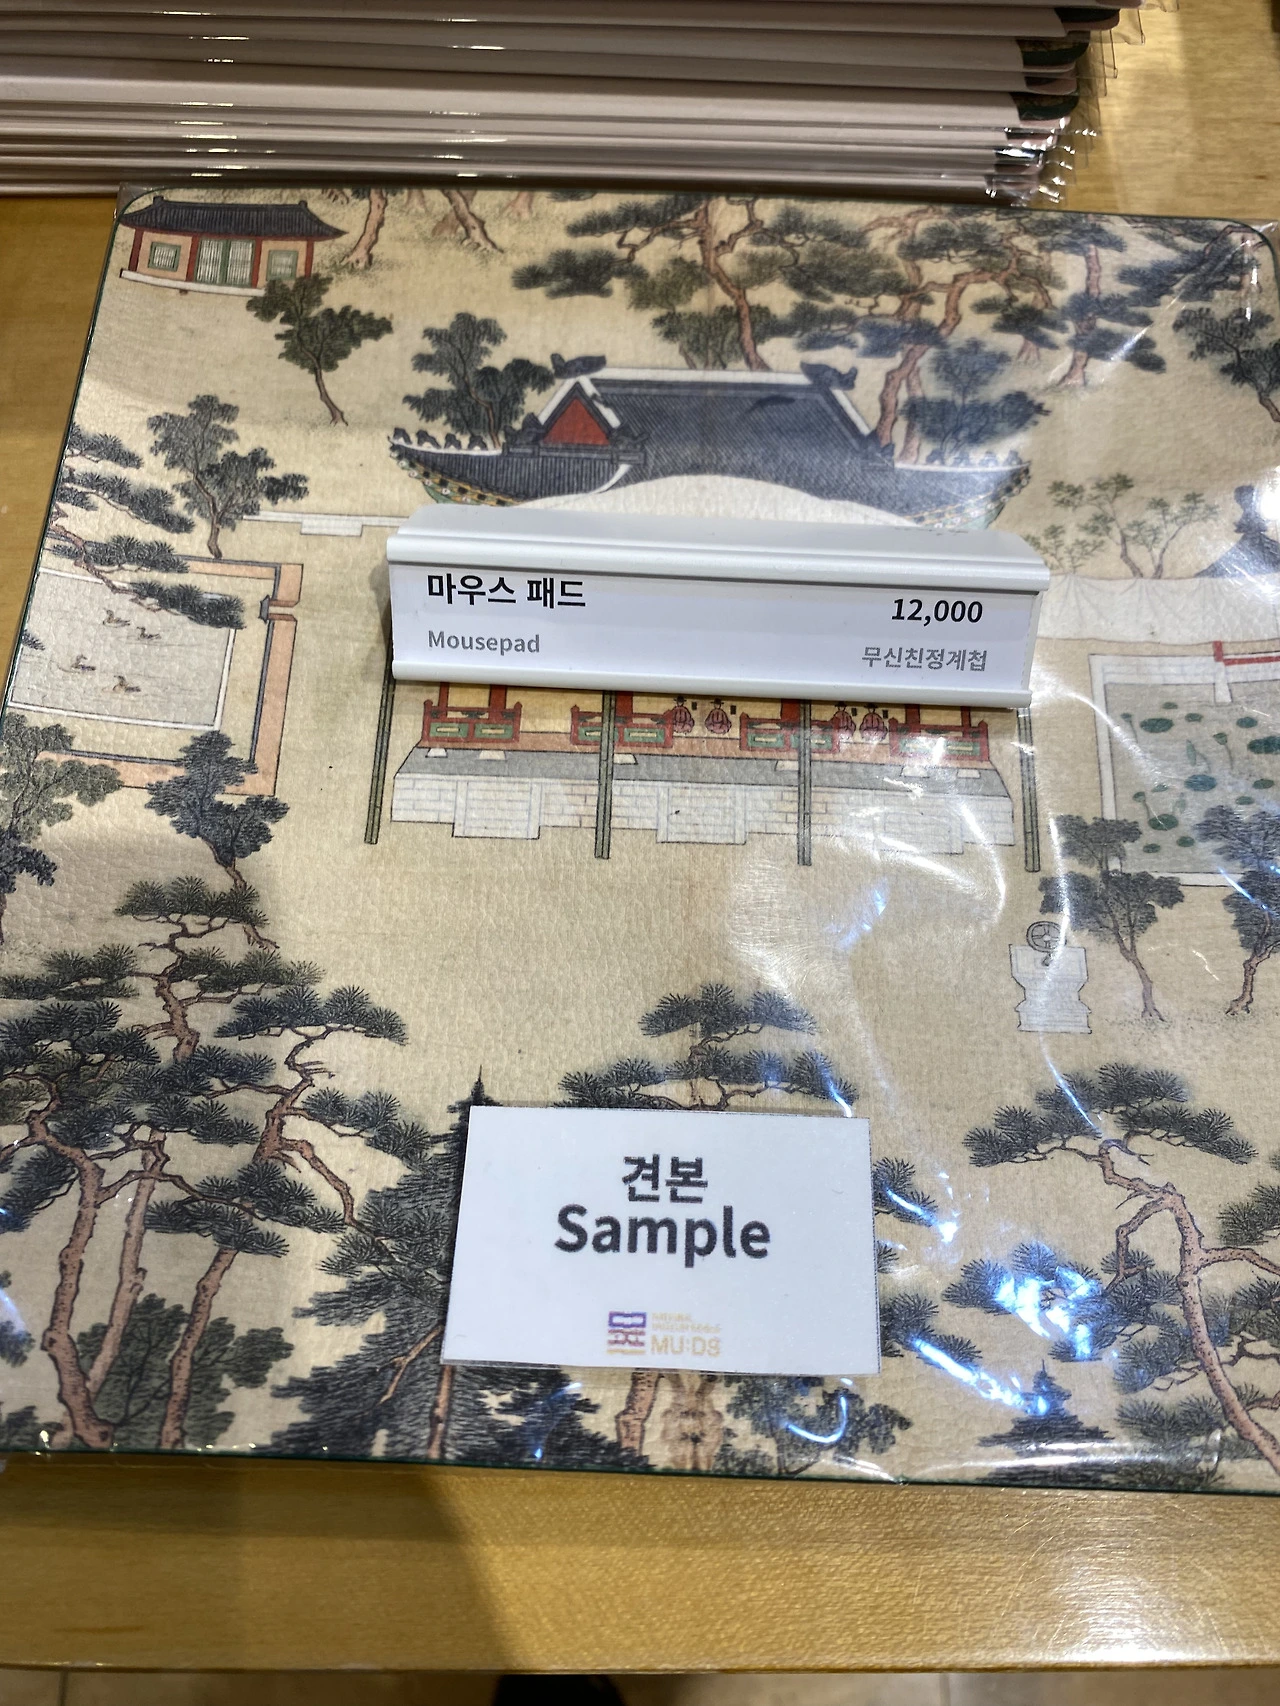 마우스 패드
12,000
Mousepad
무신친정계첩
견본
Sample
MU:DS